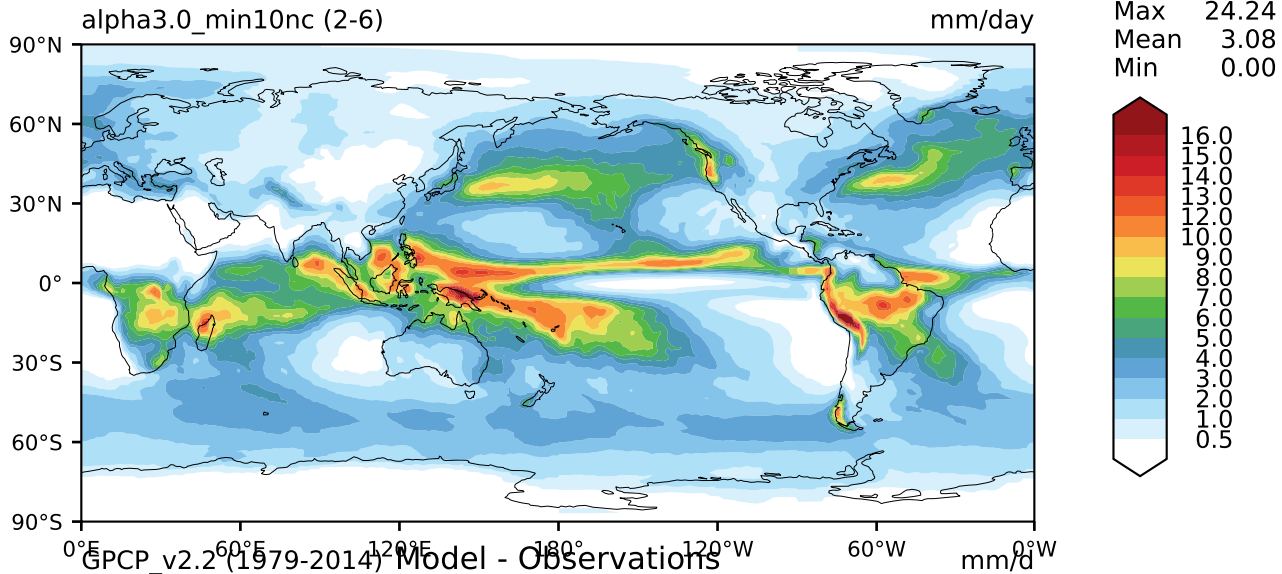 alpha3.0_min10nc (2-6) mm/day
Max 24.24
Mean 3.08
Min 0.00
90°N
60°N
30°N
0°
30°S
60°S
90°S
16.0
15.0
14.0
13.0
12.0
10.0
9.0
8.0
7.0
6.0
5.0
4.0
3.0
2.0
1.0
0.5
0°E 60°E 120°E 180° 120°W 60°W 0°W
GPCP_v2.2 (1979-2014) Model - Observations mm/d